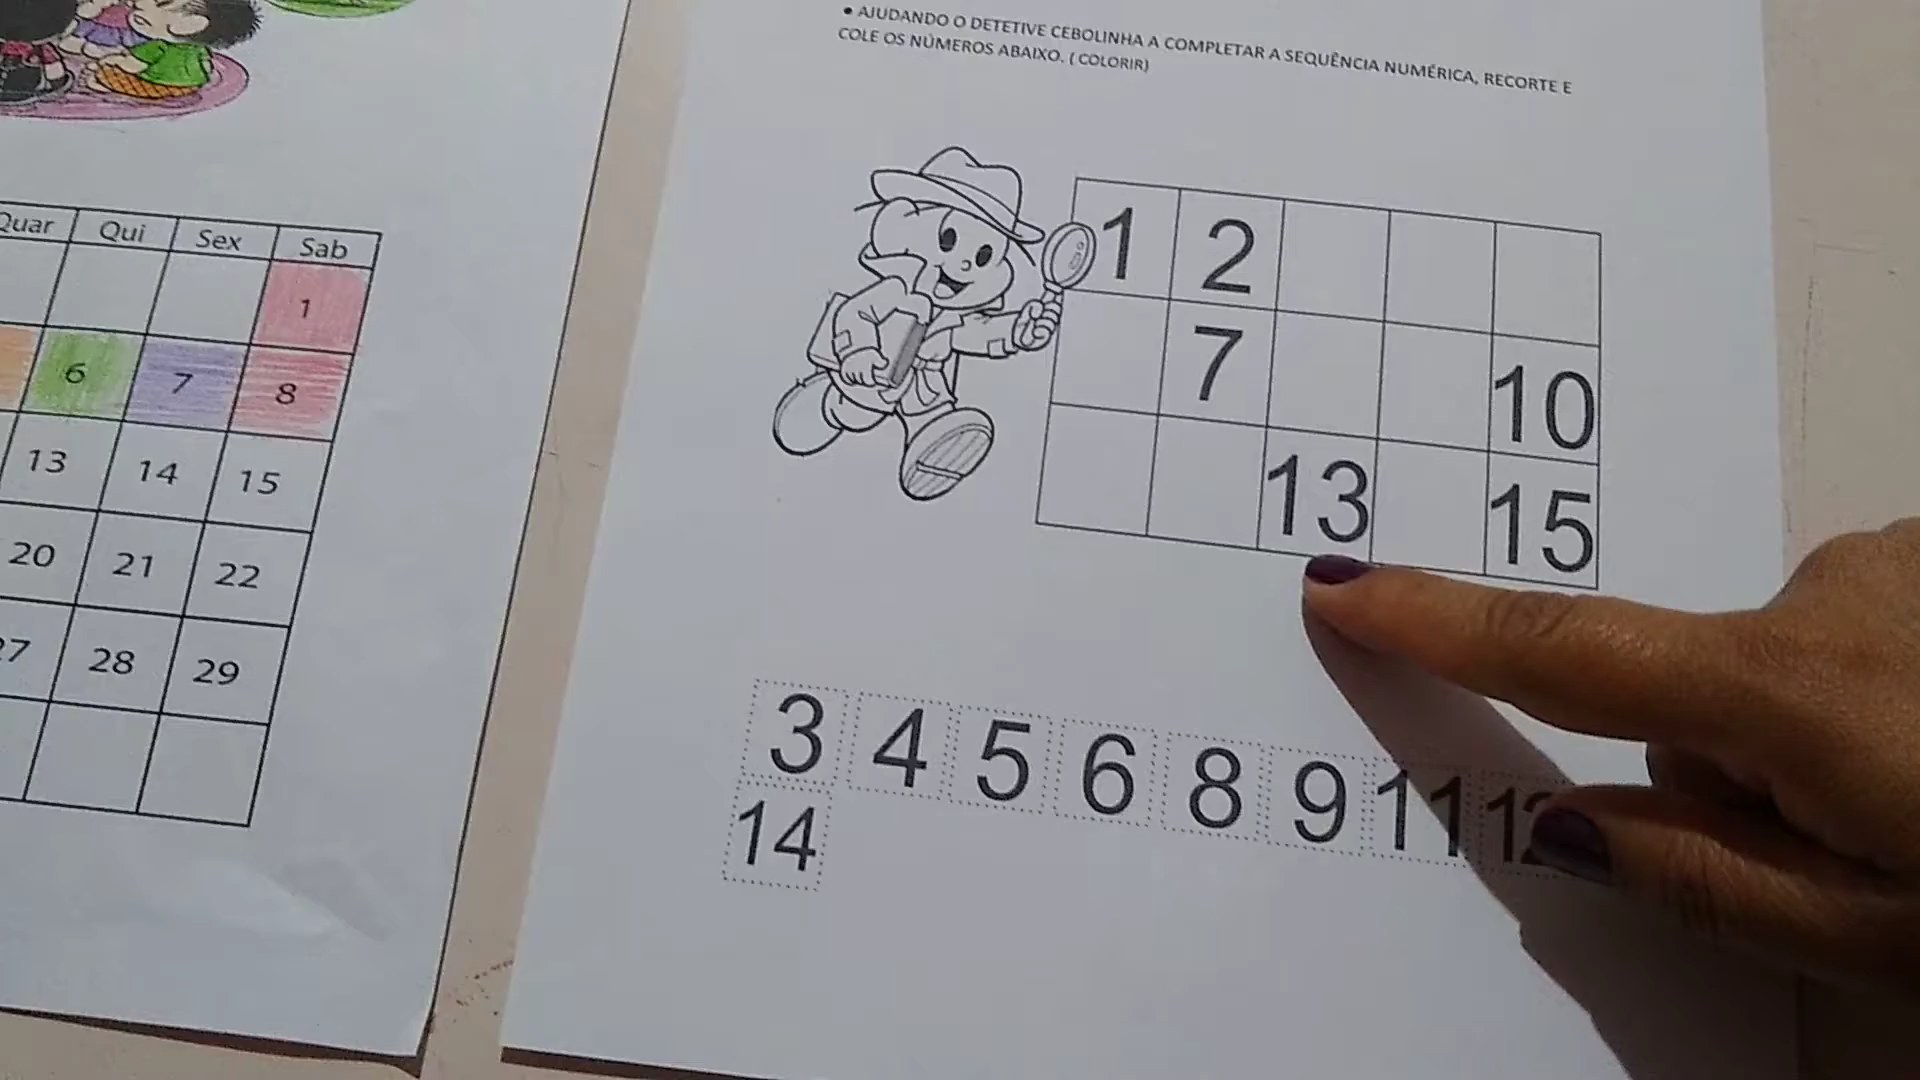 Quar Qui Sex Sab
1
6 7 8
13 14 15
20 21 22
27 28 29
• AJUDANDO O DETETIVE CEBOLINHA A COMPLETAR A SEQUÊNCIA NUMÉRICA, RECORTE E
COLE OS NÚMEROS ABAIXO. ( COLORIR)
1 2
7 10
13 15
3 4 5 6 8 9 11 12
14